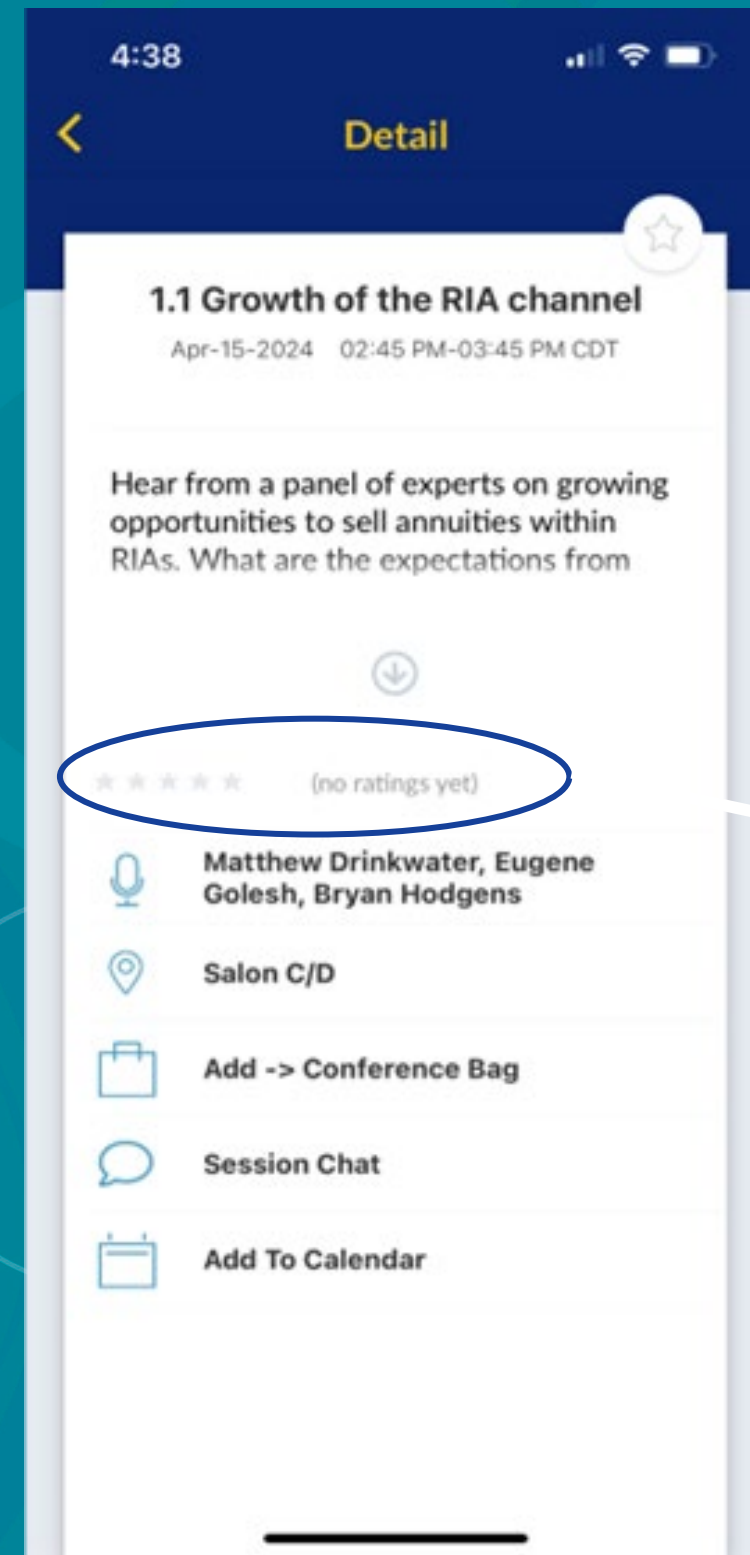 4:38
Detail
1.1 Growth of the RIA channel
Apr-15-2024 02:45 PM-03:45 PM CDT
Hear from a panel of experts on growing
opportunities to sell annuities within
RIAs. What are the expectations from
(no ratings yet)
Matthew Drinkwater, Eugene
Golesh, Bryan Hodgens
Salon C/D
Add -> Conference Bag
Session Chat
Add To Calendar